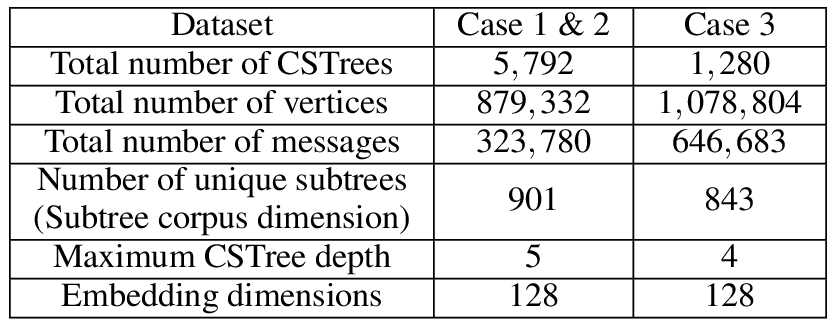 Dataset Case 1 & 2 Case 3
Total number of CSTrees 5,792 1,280
Total number of vertices 879,332 1,078,804
Total number of messages 323,780 646,683
Number of unique subtrees
(Subtree corpus dimension) 901 843
Maximum CSTree depth 5 4
Embedding dimensions 128 128